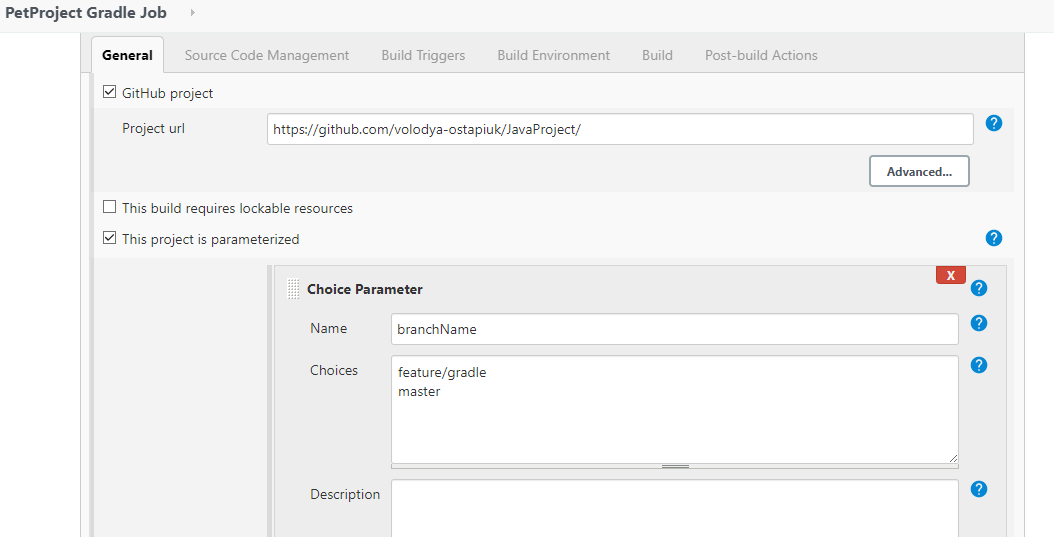 PetProject Gradle Job
General Source Code Management Build Triggers Build Environment Build Post-build Actions
GitHub project
Project url https://github.com/volodya-ostapiuk/JavaProject/ ?
Advanced...
This build requires lockable resources
This project is parameterized ?
X
Choice Parameter ?
Name branchName ?
Choices feature/gradle ?
master
Description ?